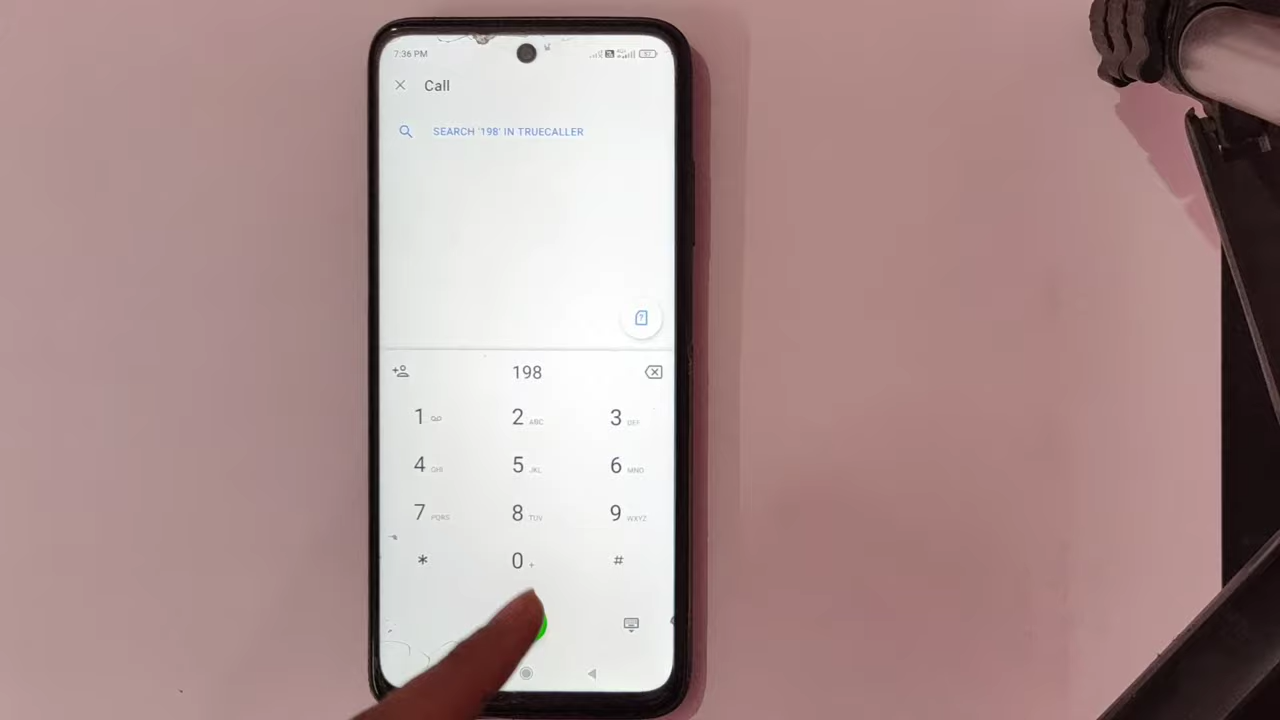 7:36 PM
92
Call
SEARCH '198' IN TRUECALLER
?
198
1
2 ABC
3 DEF
4 GHI
5 JKL
6 MNO
7 PQRS
8 TUV
9 WXYZ
*
0 +
#